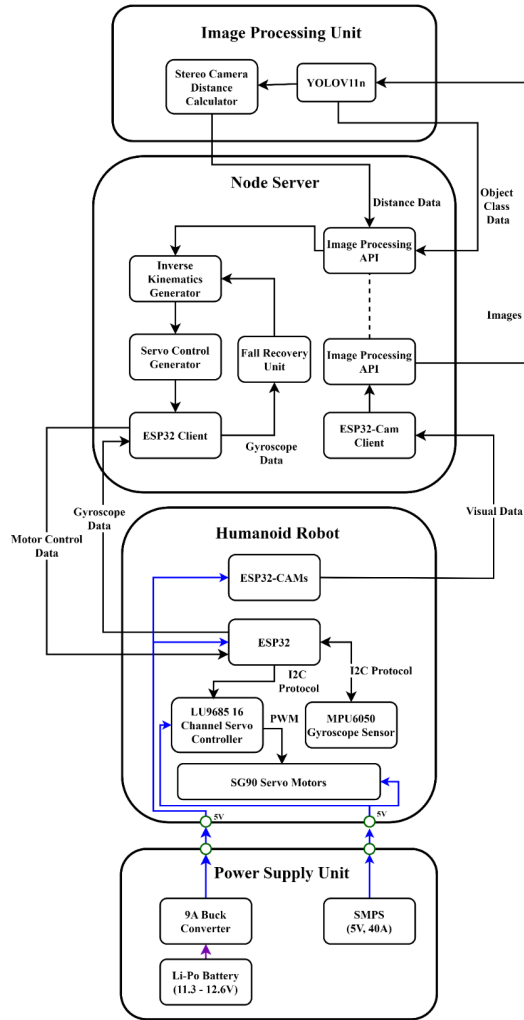 Image Processing Unit
Stereo Camera
Distance
Calculator
YOLOV11n
Node Server
Distance Data
Object
Class
Data
Image Processing
API
Inverse
Kinematics
Generator
Images
Servo Control
Generator
Fall Recovery
Unit
Image Processing
API
ESP32 Client
Gyroscope
Data
ESP32-Cam
Client
Gyroscope
Data
Motor Control
Data
Visual Data
Humanoid Robot
ESP32-CAMs
ESP32
I2C
Protocol
I2C Protocol
LU9685 16
Channel Servo
Controller
PWM
MPU6050
Gyroscope Sensor
SG90 Servo Motors
5V
5V
Power Supply Unit
9A Buck
Converter
SMPS
(5V, 40A)
Li-Po Battery
(11.3 - 12.6V)